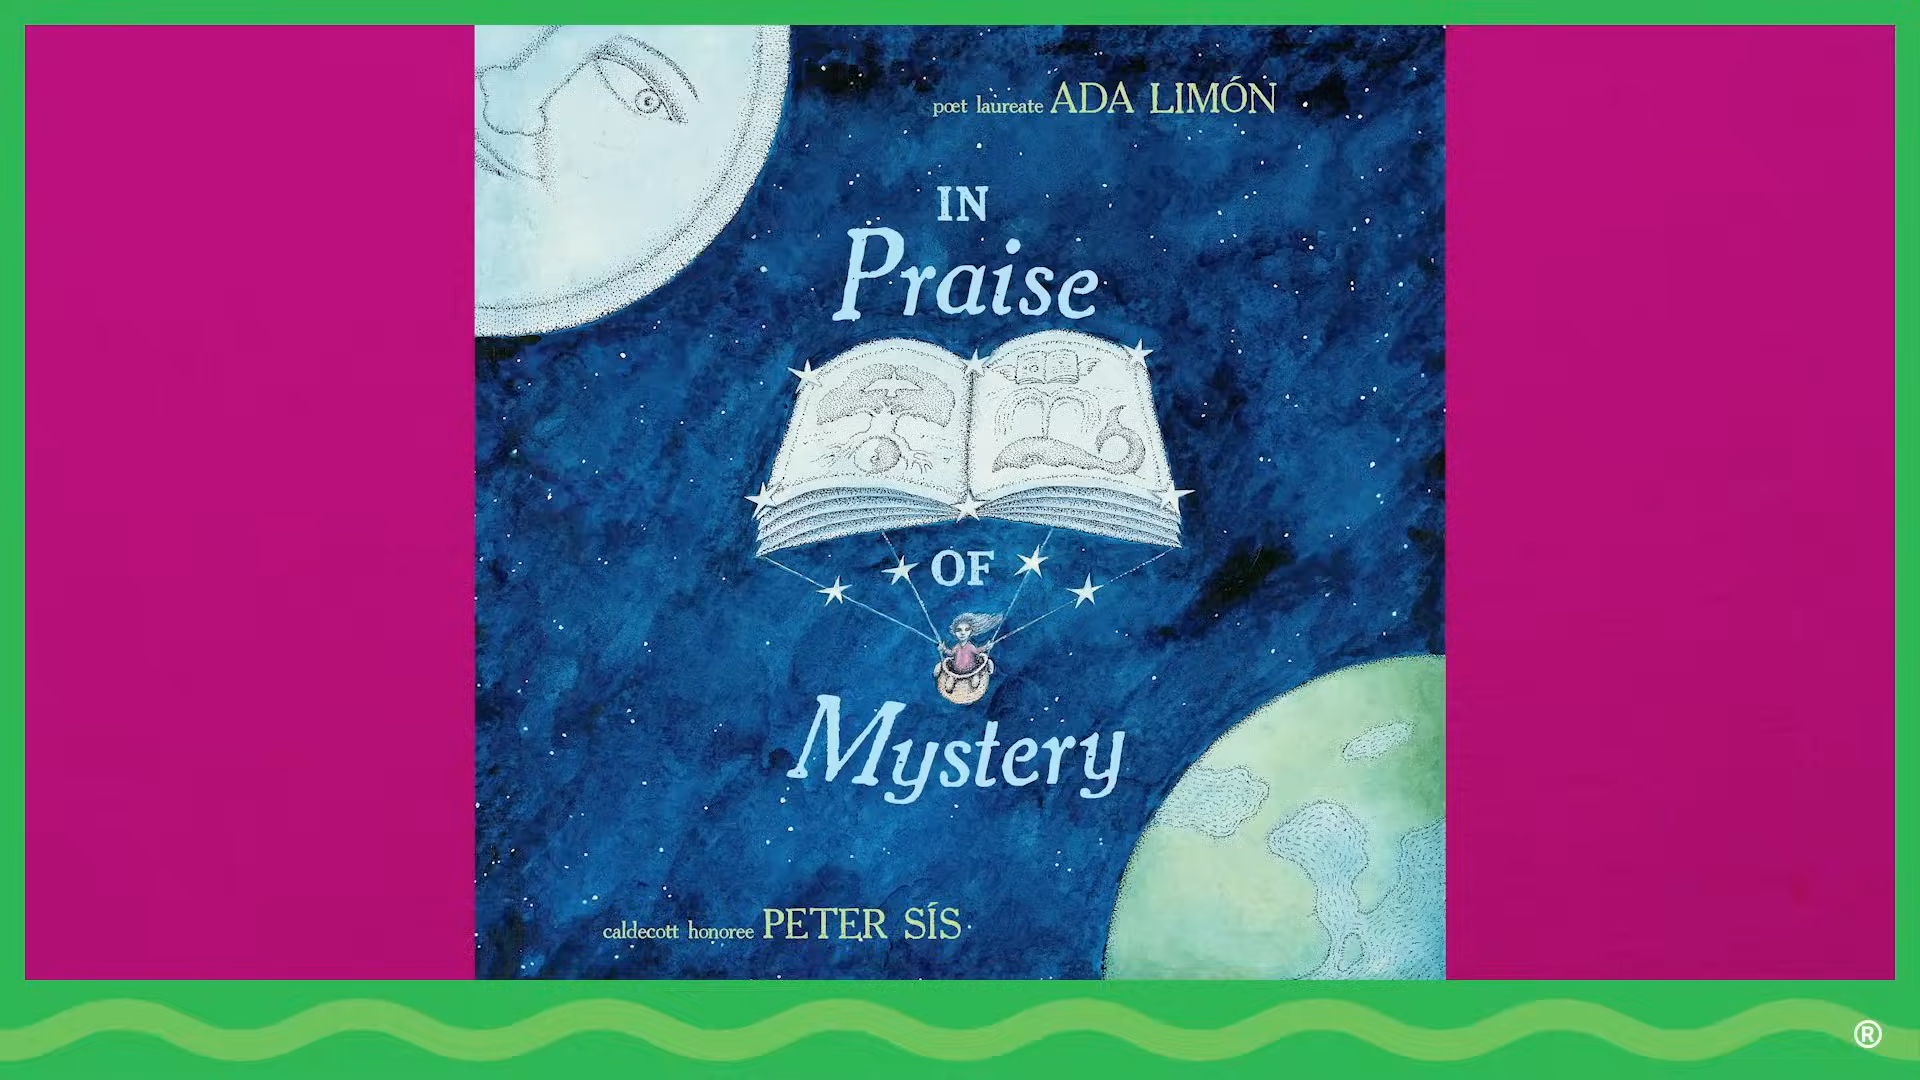 poet laureate ADA LIMÓN
IN
Praise
OF
Mystery
caldecott honoree PETER SÍS
®